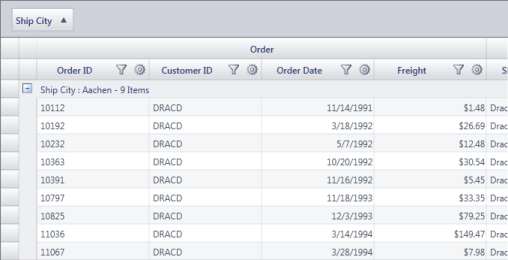 Ship City
Order
Order ID Customer ID Order Date Freight
Ship City : Aachen - 9 Items
10112 DRACD 11/14/1991 $1.48 Drac
10192 DRACD 3/18/1992 $26.69 Drac
10232 DRACD 5/7/1992 $12.48 Drac
10363 DRACD 10/20/1992 $30.54 Drac
10391 DRACD 11/16/1992 $5.45 Drac
10797 DRACD 11/18/1993 $33.35 Drac
10825 DRACD 12/3/1993 $79.25 Drac
11036 DRACD 3/14/1994 $149.47 Drac
11067 DRACD 3/28/1994 $7.98 Drac